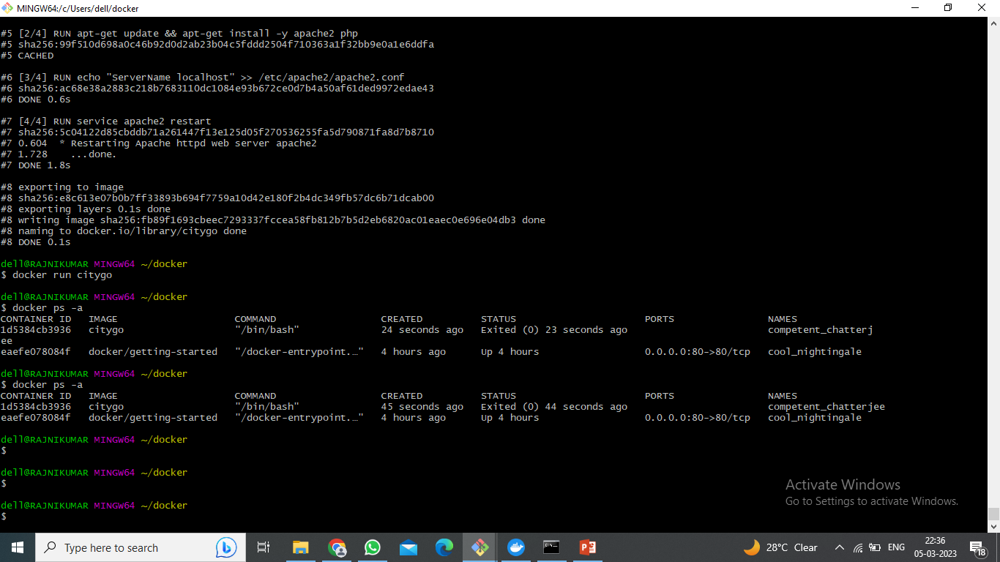 MINGW64:/c/Users/dell/docker
#5 [2/4] RUN apt-get update && apt-get install -y apache2 php
#5 sha256:99f510d698a0c46b92d0d2ab23b04c5fddd2504f710363a1f32bb9e0a1e6ddfa
#5 CACHED
#6 [3/4] RUN echo "ServerName localhost" >> /etc/apache2/apache2.conf
#6 sha256:ac68e38a2883c218b7683110dc1084e93b672ce0d7b4a50af61ded9972edae43
#6 DONE 0.6s
#7 [4/4] RUN service apache2 restart
#7 sha256:5c04122d85cbddb71a261447f13e125d05f270536255fa5d790871fa8d7b8710
#7 0.604  * Restarting Apache httpd web server apache2
#7 1.728    ...done.
#7 DONE 1.8s
#8 exporting to image
#8 sha256:e8c613e07b0b7ff33893b694f7759a10d42e180f2b4dc349fb57dc6b71dcab00
#8 exporting layers 0.1s done
#8 writing image sha256:fb89f1693cbeec7293337fccea58fb812b7b5d2eb6820ac01eaec0e696e04db3 done
#8 naming to docker.io/library/citygo done
#8 DONE 0.1s
dell@RAJNIKUMAR MINGW64 ~/docker
$ docker run citygo
dell@RAJNIKUMAR MINGW64 ~/docker
$ docker ps -a
CONTAINER ID   IMAGE                    COMMAND                  CREATED          STATUS                      PORTS                NAMES
1d5384cb3936   citygo                   "/bin/bash"              24 seconds ago   Exited (0) 23 seconds ago                        competent_chatterj
ee
eaefe078084f   docker/getting-started   "/docker-entrypoint.…"   4 hours ago      Up 4 hours                  0.0.0.0:80->80/tcp   cool_nightingale
dell@RAJNIKUMAR MINGW64 ~/docker
$ docker ps -a
CONTAINER ID   IMAGE                    COMMAND                  CREATED          STATUS                      PORTS                NAMES
1d5384cb3936   citygo                   "/bin/bash"              45 seconds ago   Exited (0) 44 seconds ago                        competent_chatterjee
eaefe078084f   docker/getting-started   "/docker-entrypoint.…"   4 hours ago      Up 4 hours                  0.0.0.0:80->80/tcp   cool_nightingale
dell@RAJNIKUMAR MINGW64 ~/docker
$
dell@RAJNIKUMAR MINGW64 ~/docker
$
dell@RAJNIKUMAR MINGW64 ~/docker
$
Activate Windows
Go to Settings to activate Windows.
Type here to search
28°C Clear
ENG
22:36
05-03-2023
18